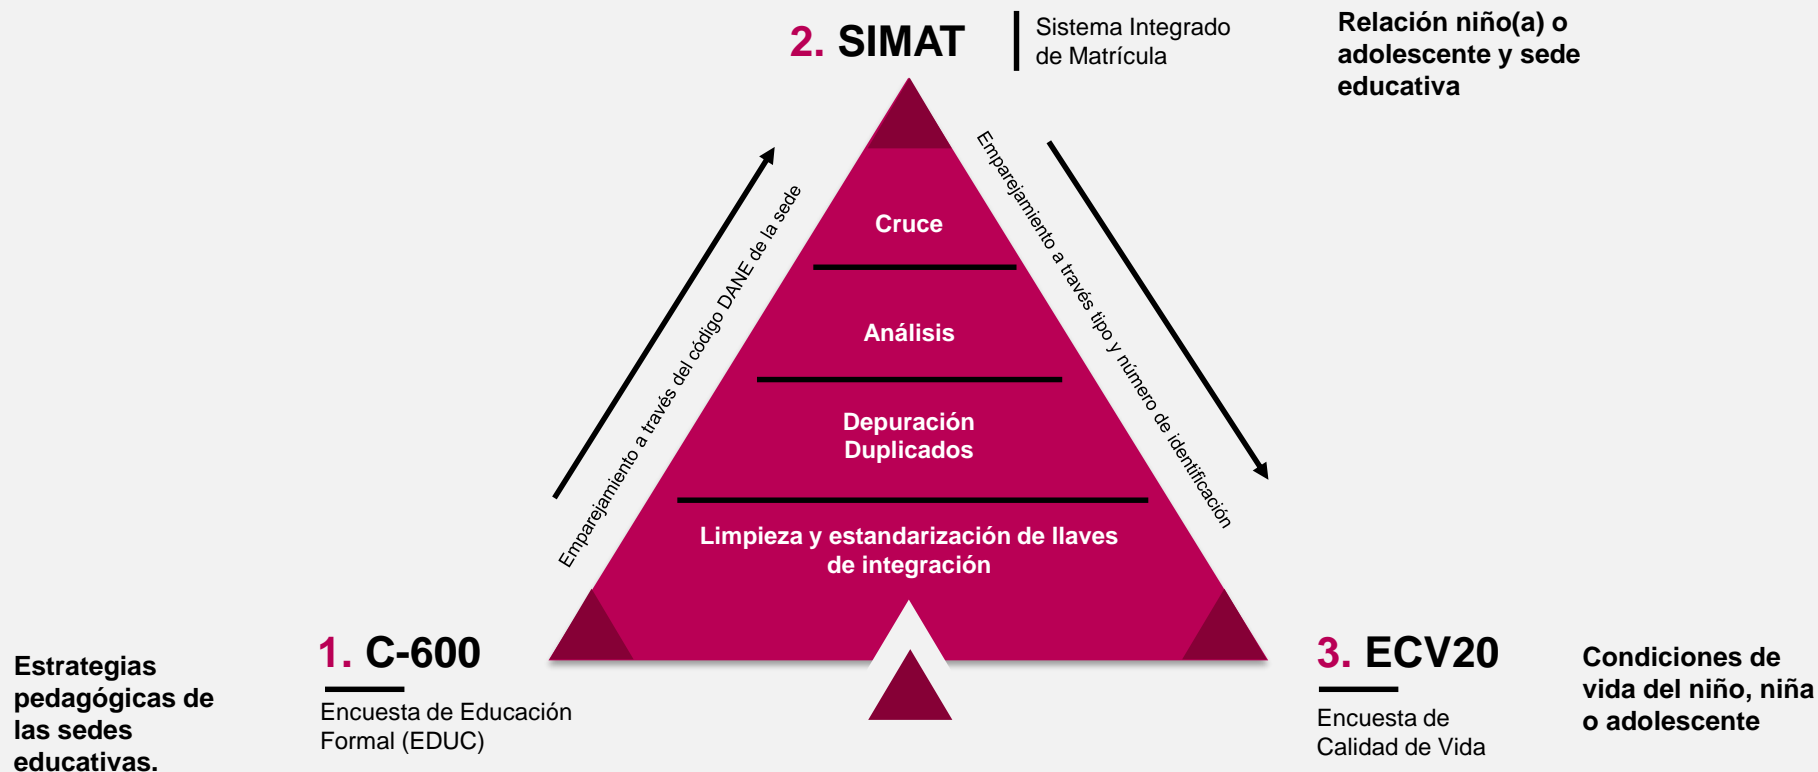 2. SIMAT
Sistema Integrado
de Matrícula
Relación niño(a) o
adolescente y sede
educativa
Emparejamiento a través del código DANE de la sede
Emparejamiento a través tipo y número de identificación
Cruce
Análisis
Depuración
Duplicados
Limpieza y estandarización de llaves
de integración
Estrategias
pedagógicas de
las sedes
educativas.
1. C-600
Encuesta de Educación
Formal (EDUC)
3. ECV20
Encuesta de
Calidad de Vida
Condiciones de
vida del niño, niña
o adolescente